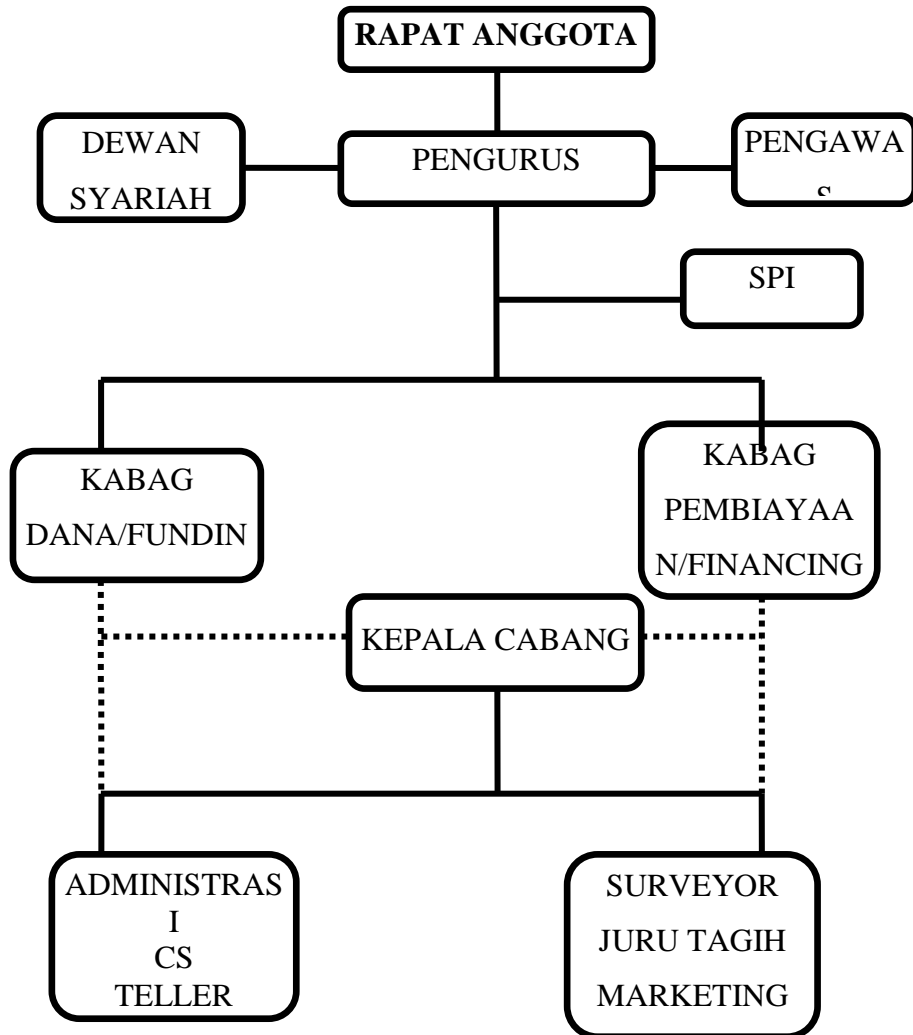 RAPAT ANGGOTA
DEWAN
SYARIAH
PENGURUS
PENGAWA
S
SPI
KABAG
DANA/FUNDIN
KABAG
PEMBIAYAA
N/FINANCING
KEPALA CABANG
ADMINISTRAS
I
CS
TELLER
SURVEYOR
JURU TAGIH
MARKETING